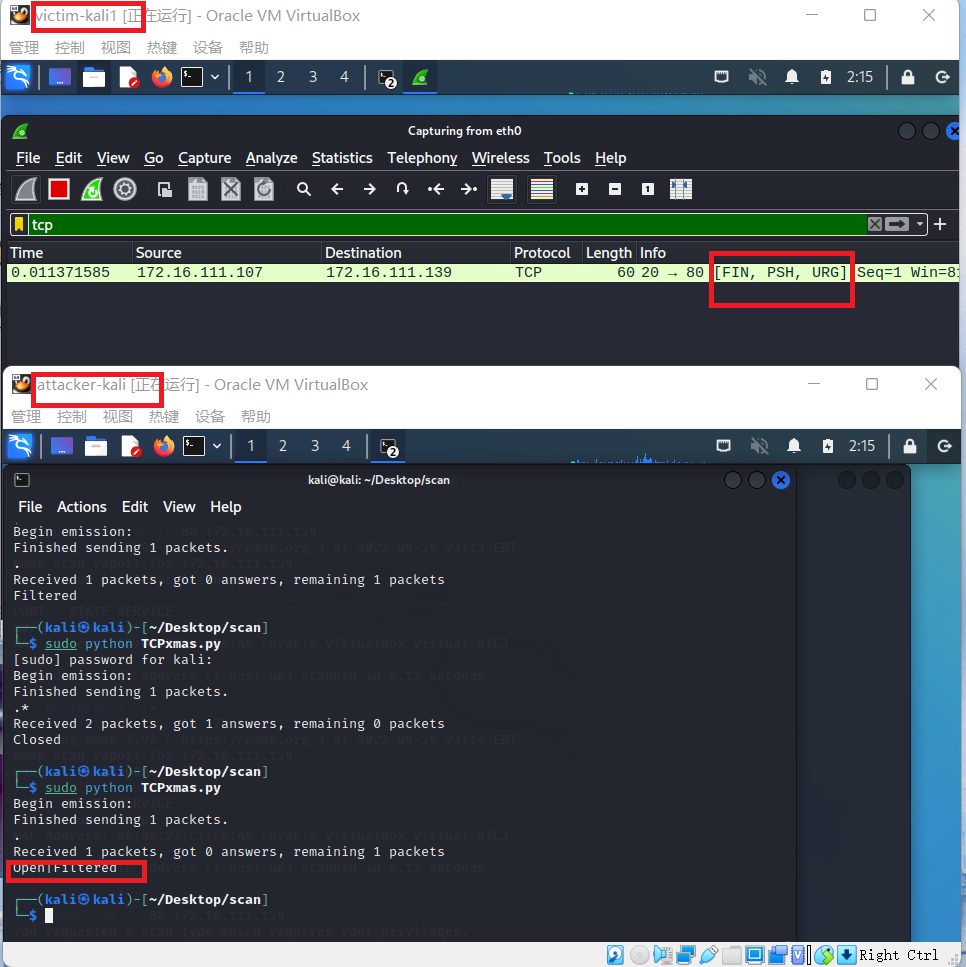 victim-kali1 [正在运行] - Oracle VM VirtualBox
管理 控制 视图 热键 设备 帮助
1 2 3 4 2 2:15
Capturing from eth0
File Edit View Go Capture Analyze Statistics Telephony Wireless Tools Help
tcp
Time Source Destination Protocol Length Info
0.011371585 172.16.111.107 172.16.111.139 TCP 60 20 → 80 [FIN, PSH, URG] Seq=1 Win=81
attacker-kali [正在运行] - Oracle VM VirtualBox
管理 控制 视图 热键 设备 帮助
1 2 3 4 2 2:15
kali@kali: ~/Desktop/scan
File Actions Edit View Help
Begin emission:
Finished sending 1 packets.
.
Received 1 packets, got 0 answers, remaining 1 packets
Filtered
┌──(kali㉿kali)-[~/Desktop/scan]
└─$ sudo python TCPxmas.py
[sudo] password for kali:
Begin emission:
Finished sending 1 packets.
.*
Received 2 packets, got 1 answers, remaining 0 packets
Closed
┌──(kali㉿kali)-[~/Desktop/scan]
└─$ sudo python TCPxmas.py
Begin emission:
Finished sending 1 packets.
.
Received 1 packets, got 0 answers, remaining 1 packets
Open|Filtered
┌──(kali㉿kali)-[~/Desktop/scan]
└─$
Right Ctrl